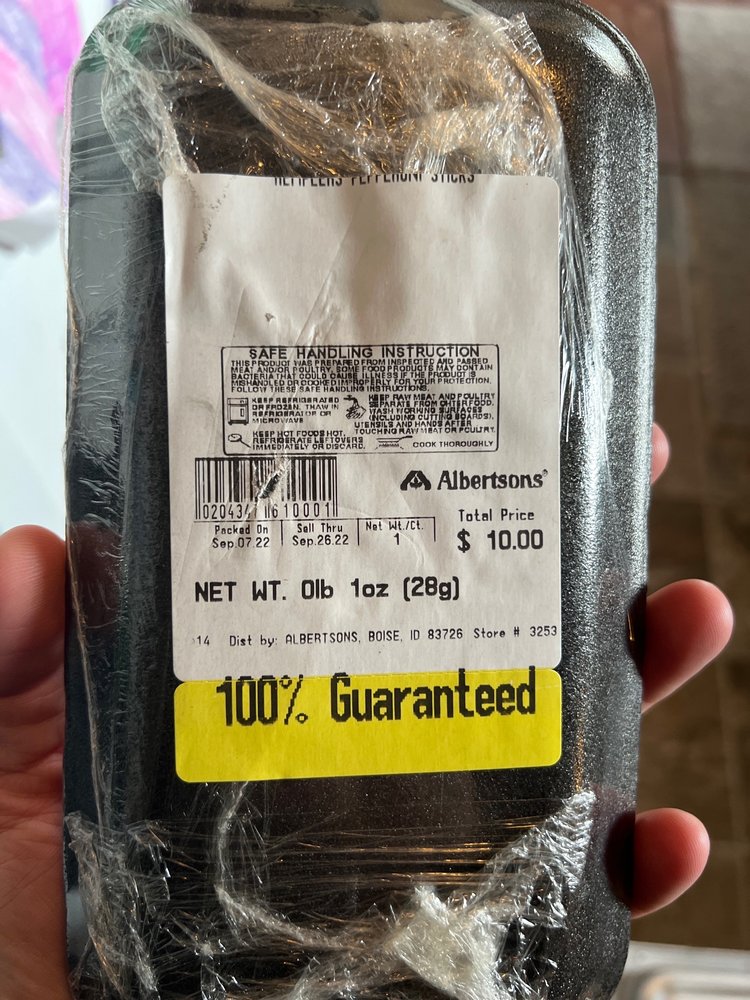 HEMPLERS PEPPERONI STICKS
SAFE HANDLING INSTRUCTION
THIS PRODUCT WAS PREPARED FROM INSPECTED AND PASSED
MEAT AND/OR POULTRY. SOME FOOD PRODUCTS MAY CONTAIN
BACTERIA THAT COULD CAUSE ILLNESS IF THE PRODUCT IS
MISHANDLED OR COOKED IMPROPERLY FOR YOUR PROTECTION,
FOLLOW THESE SAFE HANDLING INSTRUCTIONS.
KEEP REFRIGERATED
OR FROZEN. THAW IN
REFRIGERATOR OR
MICROWAVE
KEEP RAW MEAT AND POULTRY
SEPARATE FROM OHTER FOOD.
WASH WORKING SURFACES
(INCLUDING CUTTING BOARDS).
UTENSILS AND HANDS AFTER
TOUCHING RAW MEAT OR POULTRY.
KEEP HOT FOODS HOT.
REFRIGERATE LEFTOVERS
IMMEDIATELY OR DISCARD.
COOK THOROUGHLY
Albertsons®
Packed On
Sep.07.22
Sell Thru
Sep.26.22
Net Wt./Ct.
1
Total Price
$ 10.00
NET WT. 0lb 1oz (28g)
14 Dist by: ALBERTSONS, BOISE, ID 83726 Store # 3253
100% Guaranteed